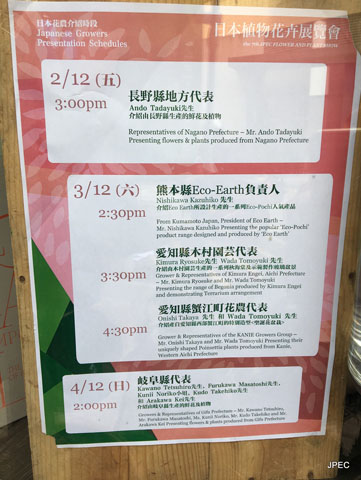 日本花農介紹時段
Japanese Growers
Presentation Schedules
日本植物花卉展覽會
FLOWER AND PLANT SHOW
2/12 (五)
3:00pm
長野縣地方代表
Ando Tadayuki先生
介紹由長野縣生產的鮮花及植物
Representatives of Nagano Prefecture – Mr. Ando Tadayuki
Presenting flowers & plants produced from Nagano Prefecture
3/12 (六)
2:30pm
熊本縣Eco-Earth負責人
Nishikawa Kazuhiko 先生
介紹Eco Earth所設計生產的一系列Eco-Pochi人氣產品
From Kumamoto Japan, President of Eco Earth –
Mr. Nishikawa Kazuhiko Presenting the popular 'Eco-Pochi'
product range designed and produced by 'Eco Earth'
3:30pm
愛知縣木村園芸代表
Kimura Ryosuke先生 Wada Tomoyuki 先生
介紹由木村園芸生產的一系列秋海棠及示範製作玻璃盆景
Grower & Representatives of Kimura Engei, Aichi Prefecture
– Mr. Kimura Ryosuke and Mr. Wada Tomoyuki
Presenting the range of Begonia produced by Kimura Engei
and demonstrating Terrarium arrangement
4:30pm
愛知縣蟹江町花農代表
Onishi Takaya 先生 和 Wada Tomoyuki 先生
介紹產自愛知縣西部蟹江町的特別造型-聖誕花盆栽-
Grower & Representatives of the KANIE Growers Group –
Mr. Onishi Takaya and Mr. Wada Tomoyuki Presenting their
uniquely shaped Poinsettia plants produced from Kanie,
Western Aichi Prefecture
4/12 (日)
2:00pm
岐阜縣代表
Kawano Tetsuhiro先生, Furukawa Masatoshi先生,
Kunii Noriko小姐, Kudo Takehiko先生
和 Arakawa Kei先生
介紹由岐阜縣生產的鮮花及植物
Growers & Representatives of Gifu Prefecture – Mr. Kawano Tetsuhiro,
Mr. Furukawa Masatoshi, Ms. Kunii Noriko, Mr. Kudo Takehiko and Mr.
Arakawa Kei Presenting flowers & plants produced from Gifu Prefecture
JPEC